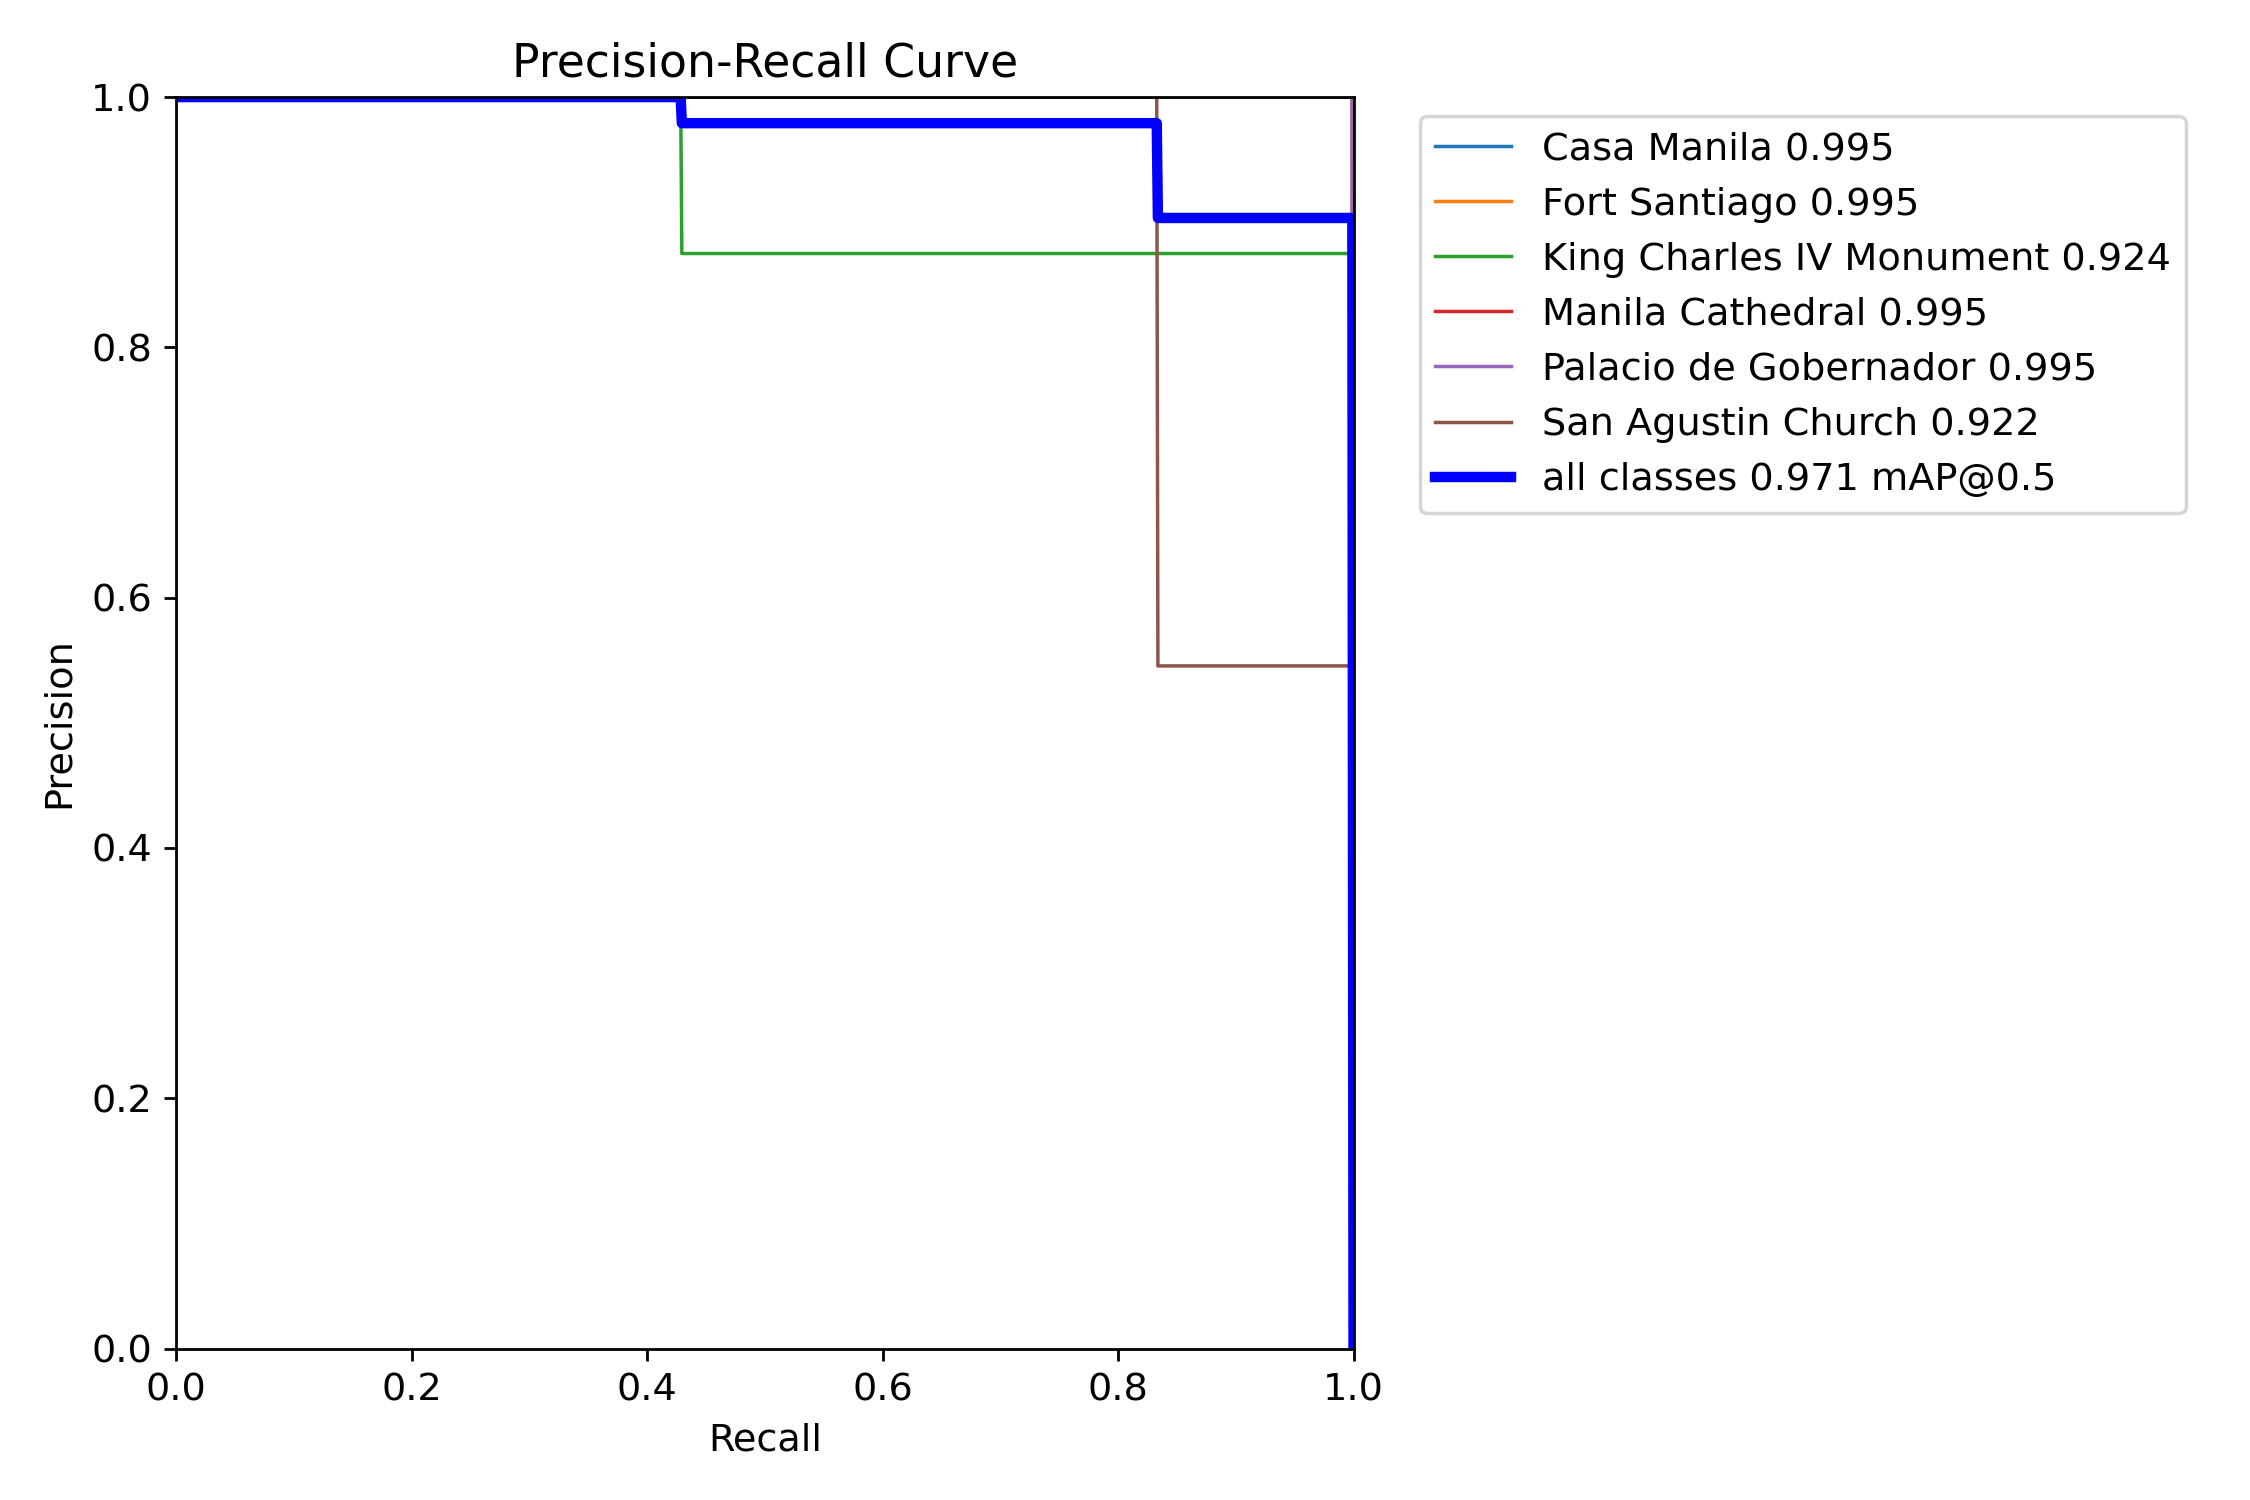 Precision-Recall Curve
1.0
0.8
0.6
0.4
0.2
0.0
Precision
0.0 0.2 0.4 0.6 0.8 1.0
Recall
Casa Manila 0.995
Fort Santiago 0.995
King Charles IV Monument 0.924
Manila Cathedral 0.995
Palacio de Gobernador 0.995
San Agustin Church 0.922
all classes 0.971 mAP@0.5